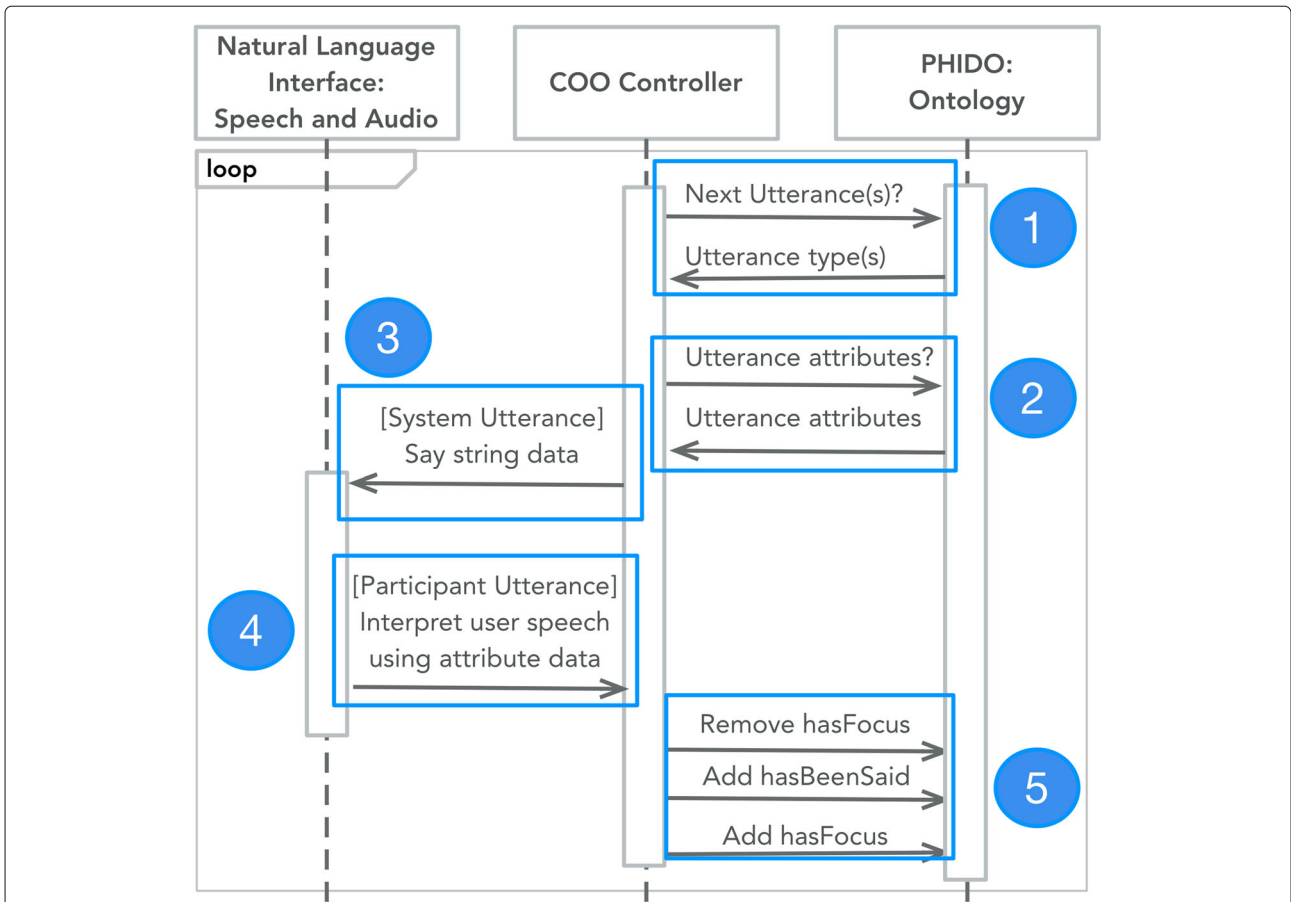 Natural Language
Interface:
Speech and Audio
COO Controller
PHIDO:
Ontology
loop
Next Utterance(s)?
1
Utterance type(s)
3
Utterance attributes?
2
Utterance attributes
[System Utterance]
Say string data
4
[Participant Utterance]
Interpret user speech
using attribute data
Remove hasFocus
Add hasBeenSaid
5
Add hasFocus